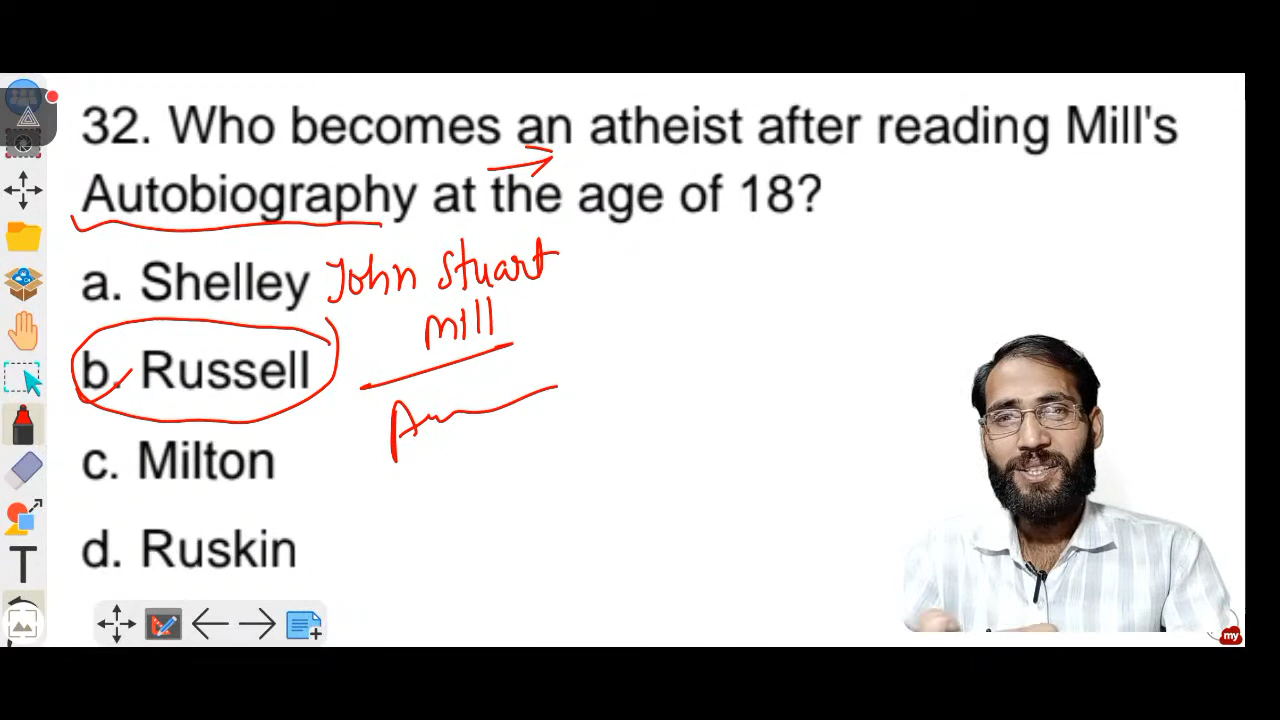 32. Who becomes an atheist after reading Mill's
Autobiography at the age of 18?
a. Shelley John Stuart
Mill
b. Russell
c. Milton
d. Ruskin
T
my